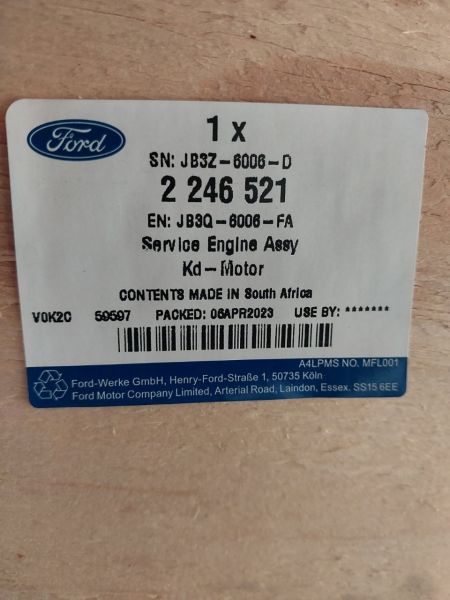 Ford
1 x
SN: JB3Z-6006-D
2 246 521
EN: JB3Q-6006-FA
Service Engine Assy
Kd-Motor
CONTENTS MADE IN South Africa
V0K2C 59597 PACKED: 06APR2023 USE BY: *******
A4LPMS NO. MFL001
Ford-Werke GmbH, Henry-Ford-Straße 1, 50735 Köln
Ford Motor Company Limited, Arterial Road, Laindon, Essex. SS15 6EE